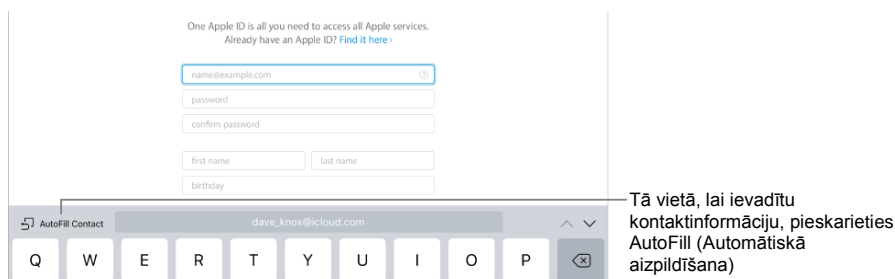 One Apple ID is all you need to access all Apple services.
Already have an Apple ID? Find it here ›
name@example.com
password
confirm password
first name last name
birthday
AutoFill Contact dave_knox@icloud.com
Q W E R T Y U I O P
Tā vietā, lai ievadītu
kontaktinformāciju, pieskarieties
AutoFill (Automātiskā
aizpildīšana)